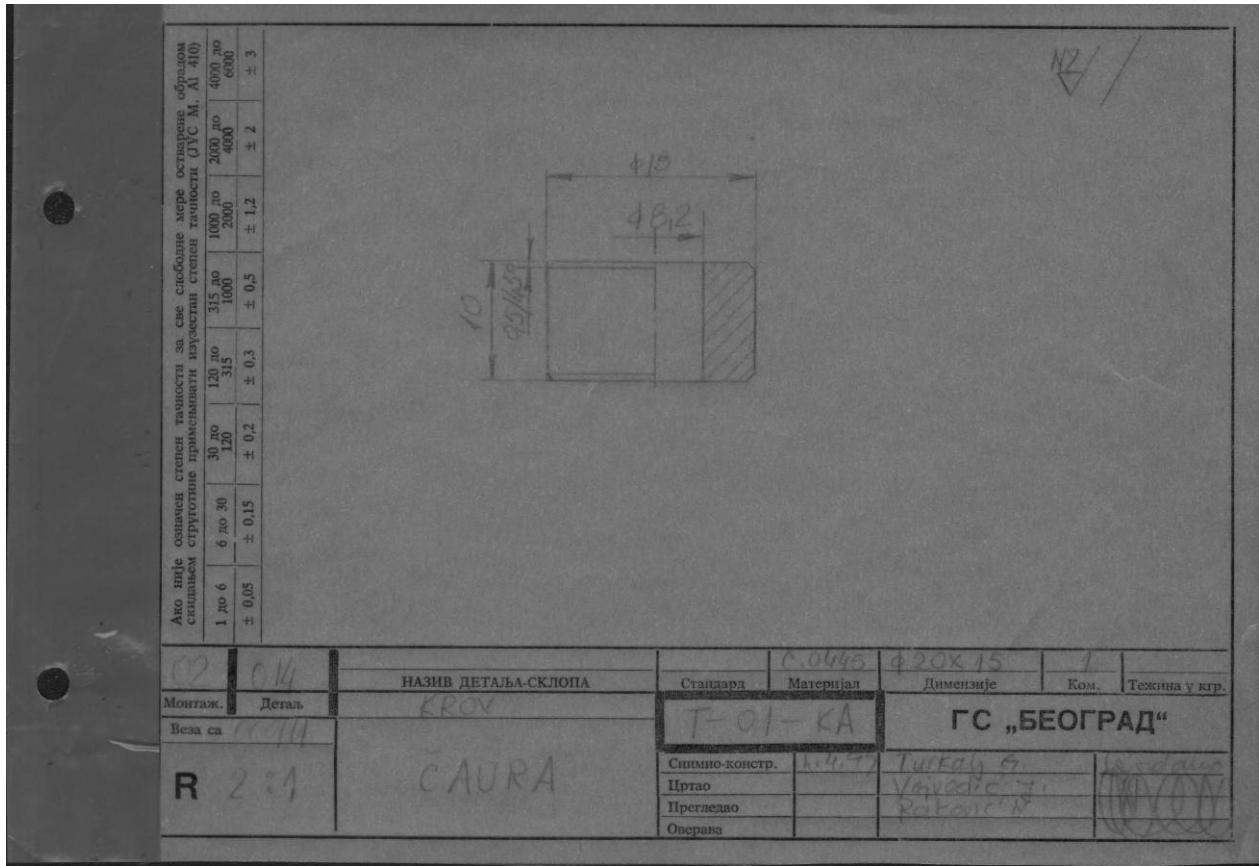 Ако није означен степен тачности за све слободне мере остварене обрадом
скидањем струготине примењивати изузестан степен тачности (ЈУС М. А1 410)
1 до 6
6 до 30
30 до 120
120 до 315
315 до 1000
1000 до 2000
2000 до 4000
4000 до 6000
± 0,05
± 0,15
± 0,2
± 0,3
± 0,5
± 1,2
± 2
± 3
ϕ8,2
10
02
014
Монтаж.
Деталь
Веза са
R 2:1
НАЗИВ ДЕТАЉА-СКЛОПА
KROV
ČAURA
Č.0445
ϕ20X15
1
Стандард
Материјал
Димензије
Ком.
Тежина у кгр.
T-01-KA
ГС „БЕОГРАД“
Снимио-констр.
Цртао
Прегледао
Оверава
Vojvodić J.
Raković N